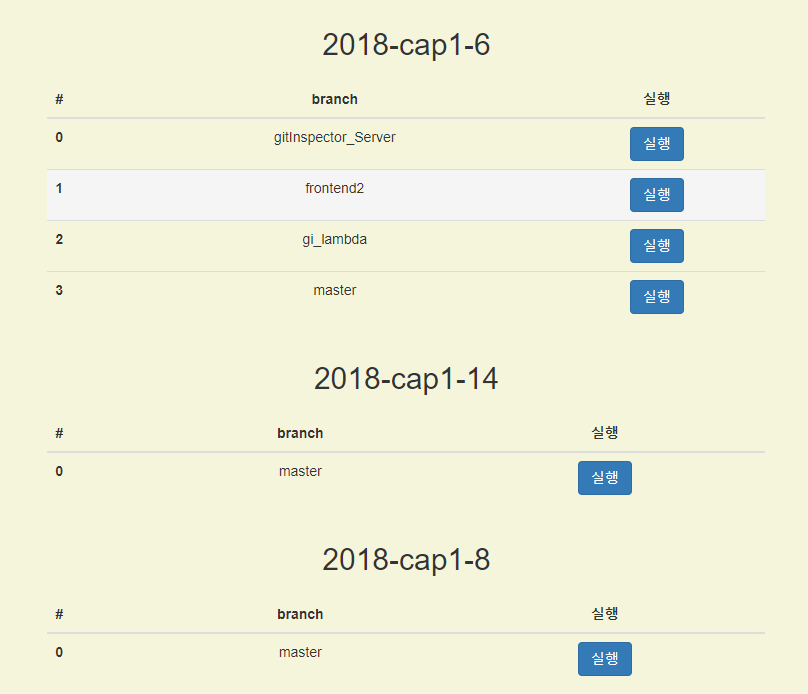 2018-cap1-6
# branch 실행
0 gitInspector_Server 실행
1 frontend2 실행
2 gi_lambda 실행
3 master 실행
2018-cap1-14
# branch 실행
0 master 실행
2018-cap1-8
# branch 실행
0 master 실행